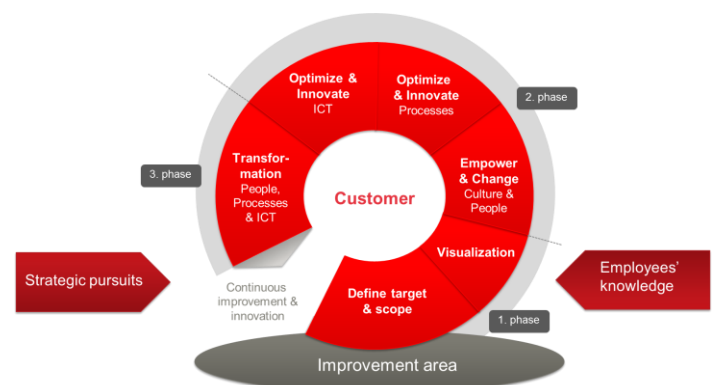 Optimize &
Innovate
ICT
Optimize
& Innovate
Processes
2. phase
3. phase
Transfor-
mation
People,
Processes
& ICT
Empower
& Change
Culture &
People
Customer
Visualization
Strategic pursuits
Employees’
knowledge
Continuous
improvement &
innovation
Define target
& scope
1. phase
Improvement area